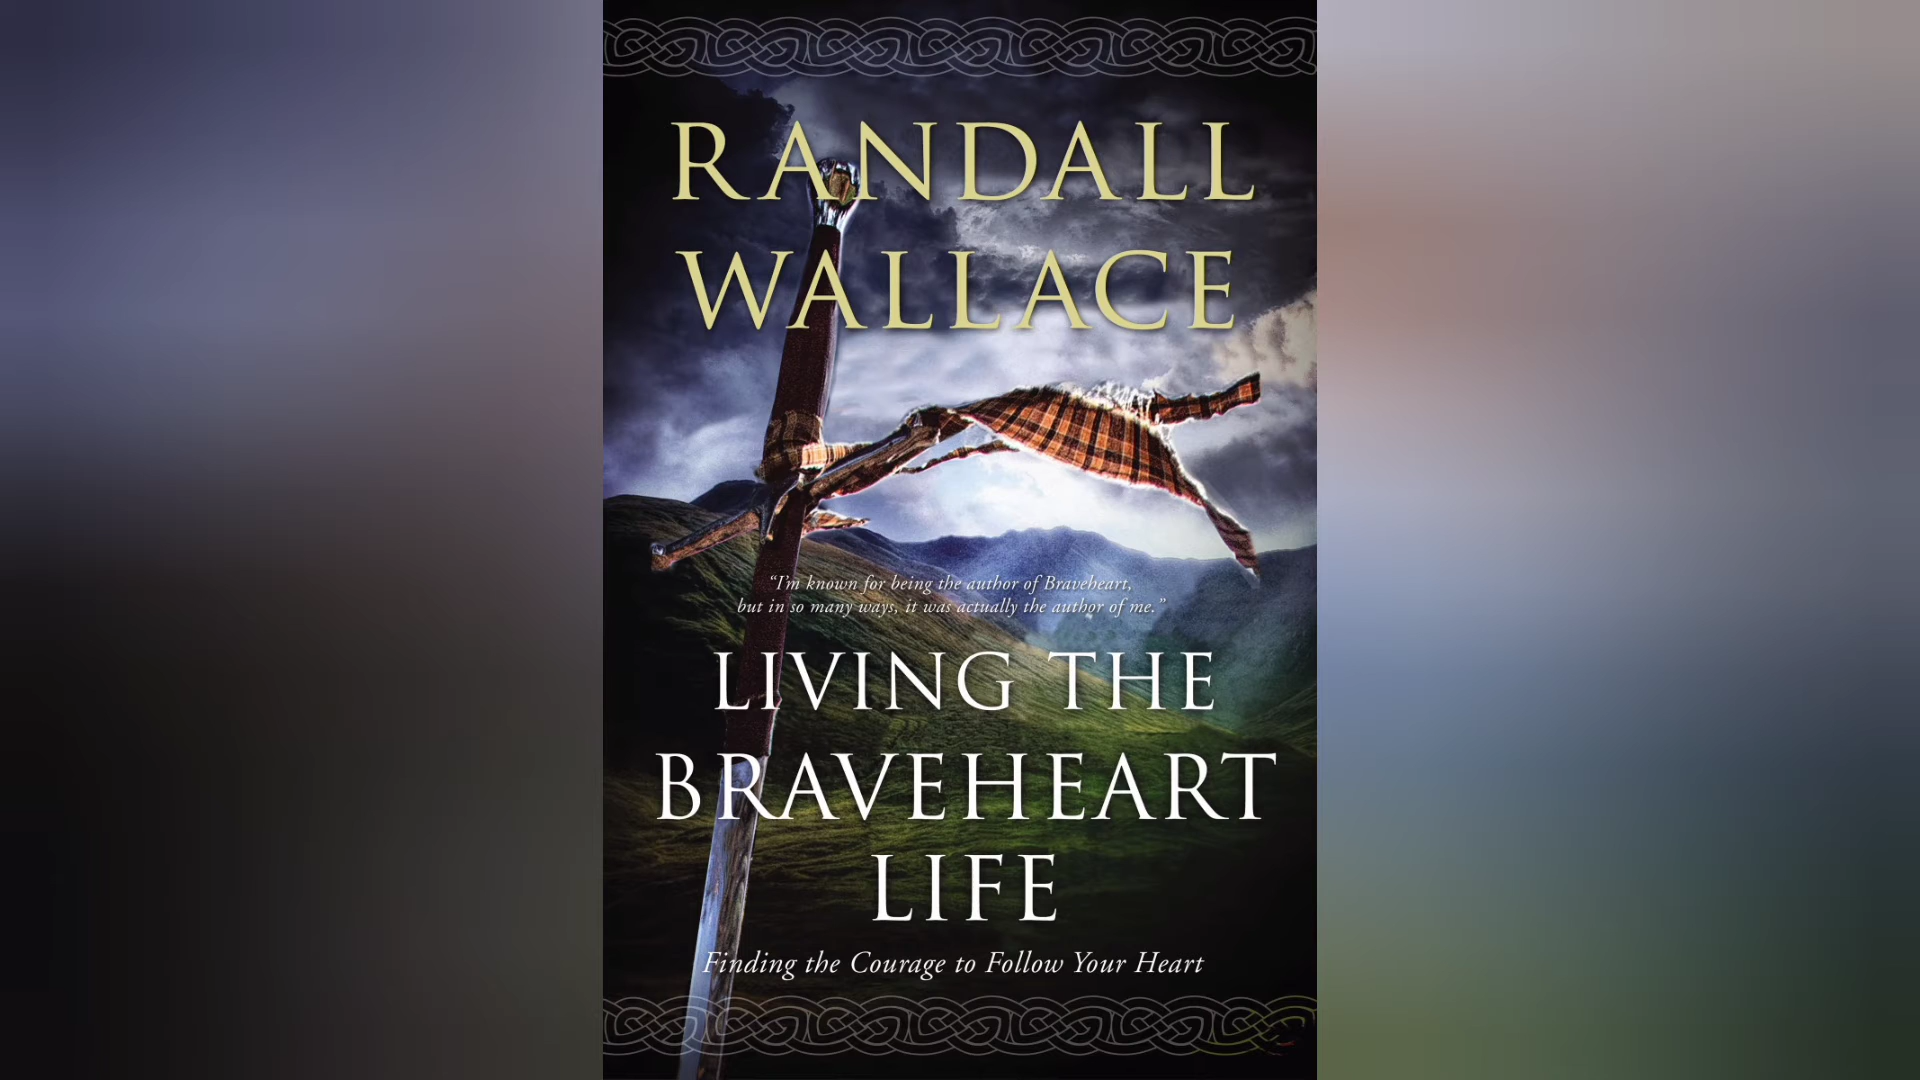 RANDALL
WALLACE
“I’m known for being the author of Braveheart,
but in so many ways, it was actually the author of me.”
LIVING THE
BRAVEHEART
LIFE
Finding the Courage to Follow Your Heart